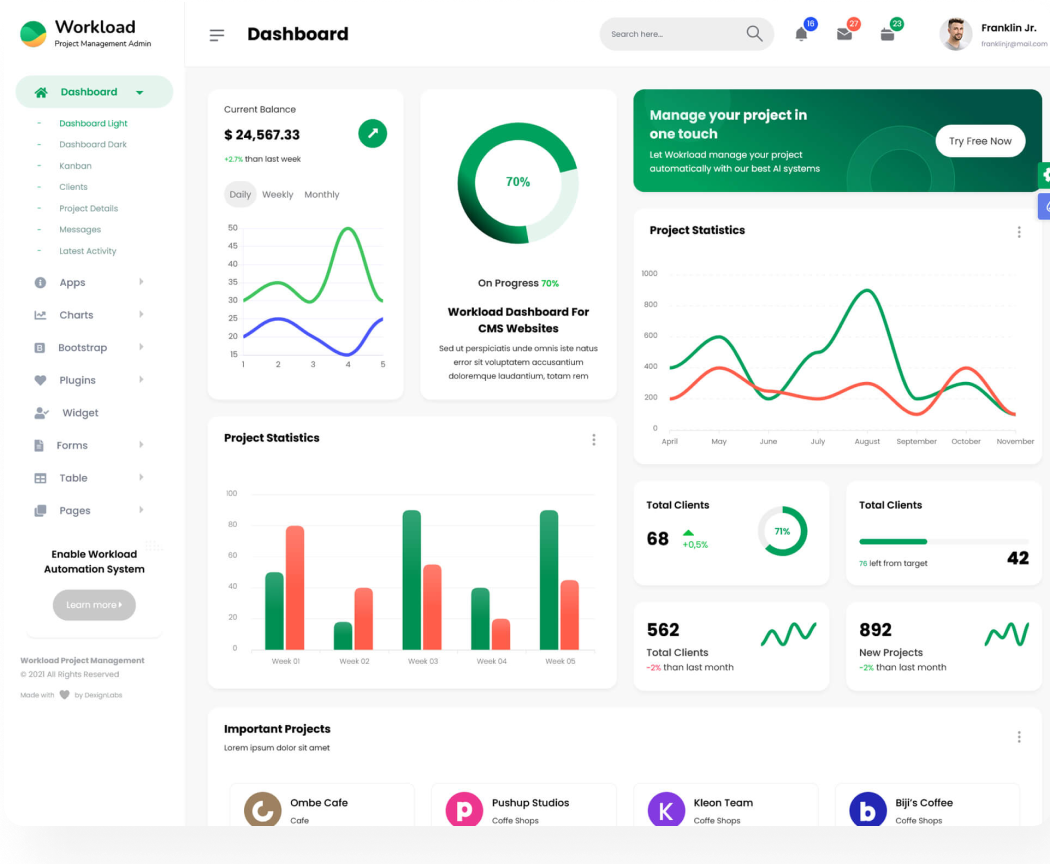 Workload
Project Management Admin
Dashboard
Search here...
16
27
23
Franklin Jr.
franklinjr@mail.com
Dashboard
- Dashboard Light
- Dashboard Dark
- Kanban
- Clients
- Project Details
- Messages
- Latest Activity
Apps
Charts
Bootstrap
Plugins
Widget
Forms
Table
Pages
Enable Workload
Automation System
Learn more
Workload Project Management
© 2021 All Rights Reserved
Made with by DexignLabs
Current Balance
$ 24,567.33
+2.7% than last week
Daily Weekly Monthly
50
45
40
35
30
25
20
15
1 2 3 4 5
70%
On Progress 70%
Workload Dashboard For
CMS Websites
Sed ut perspiciatis unde omnis iste natus
error sit voluptatem accusantium
doloremque laudantium, totam rem
Manage your project in
one touch
Let Wokrload manage your project
automatically with our best AI systems
Try Free Now
Project Statistics
1000
800
600
400
200
0
April May June July August September October November
Project Statistics
100
80
60
40
20
0
Week 01 Week 02 Week 03 Week 04 Week 05
Total Clients
68
+0,5%
71%
Total Clients
76 left from target
42
562
Total Clients
-2% than last month
892
New Projects
-2% than last month
Important Projects
Lorem ipsum dolor sit amet
Ombe Cafe
Cafe
p
Pushup Studios
Coffe Shops
K
Kleon Team
Coffe Shops
b
Biji's Coffee
Coffe Shops